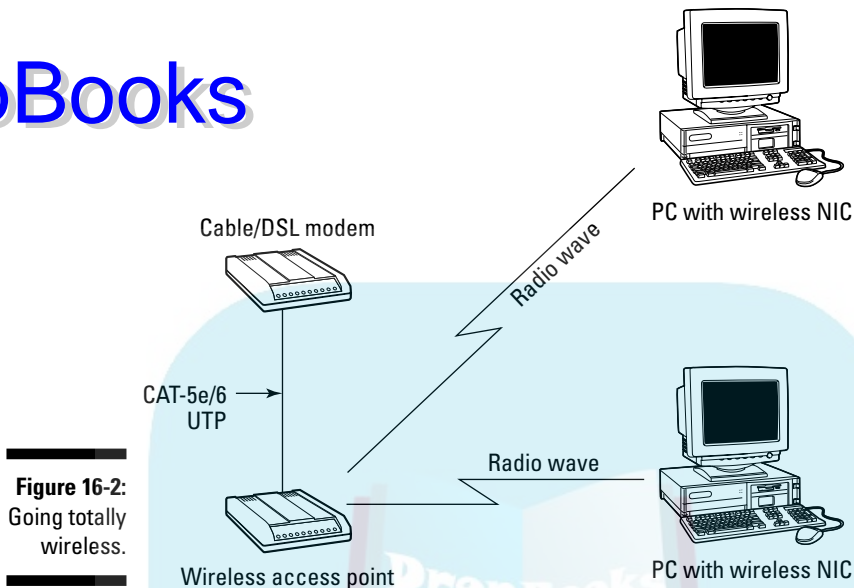 Books
PC with wireless NIC
Cable/DSL modem
Radio wave
CAT-5e/6
UTP
Radio wave
Figure 16-2:
Going totally
wireless.
Wireless access point
PC with wireless NIC